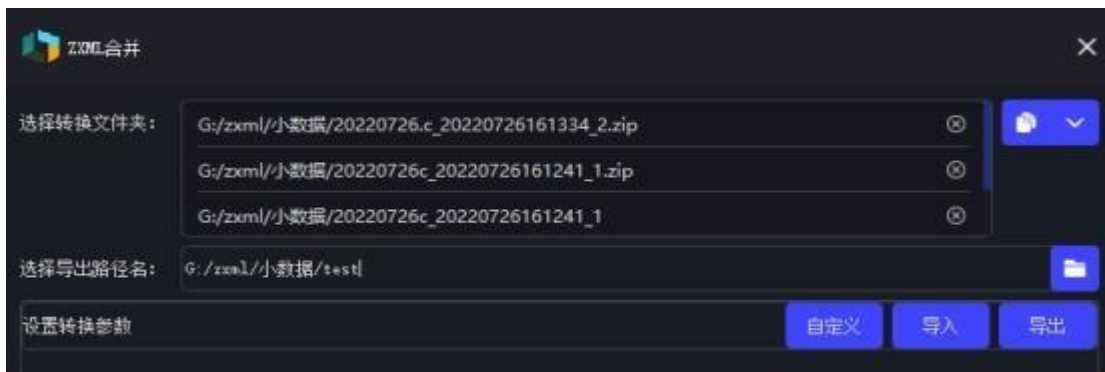 ZXML合并
选择转换文件夹：
G:/zxml/小数据/20220726.c_20220726161334_2.zip
G:/zxml/小数据/20220726c_20220726161241_1.zip
G:/zxml/小数据/20220726c_20220726161241_1
选择导出路径名： G:/zxml/小数据/test
设置转换参数 自定义 导入 导出